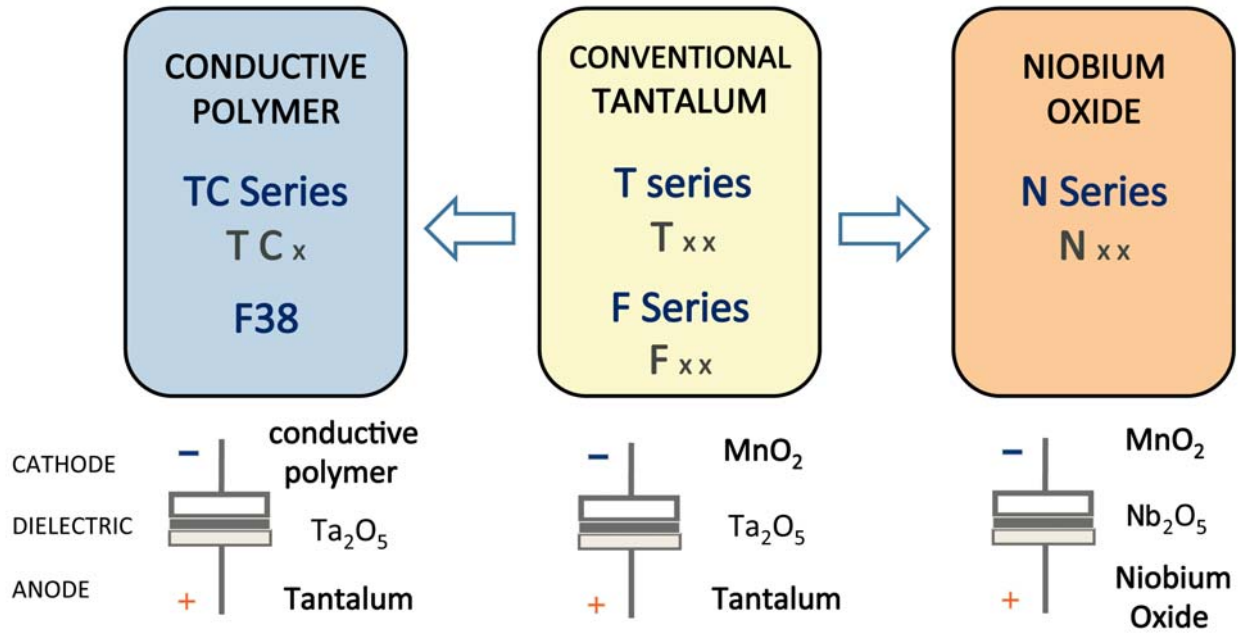 CONDUCTIVE
POLYMER
TC Series
T C x
F38
CONVENTIONAL
TANTALUM
T series
T x x
F Series
F x x
NIOBIUM
OXIDE
N Series
N x x
CATHODE
DIELECTRIC
ANODE
−
conductive
polymer
Ta₂O₅
+
Tantalum
−
MnO₂
Ta₂O₅
+
Tantalum
−
MnO₂
Nb₂O₅
+
Niobium
Oxide